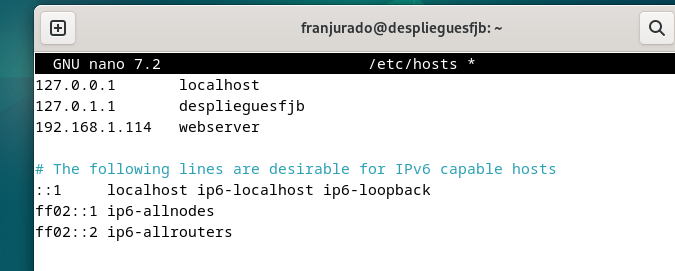 franjurado@desplieguesfjb: ~
GNU nano 7.2 /etc/hosts *
127.0.0.1 localhost
127.0.1.1 desplieguesfjb
192.168.1.114 webserver
# The following lines are desirable for IPv6 capable hosts
::1 localhost ip6-localhost ip6-loopback
ff02::1 ip6-allnodes
ff02::2 ip6-allrouters